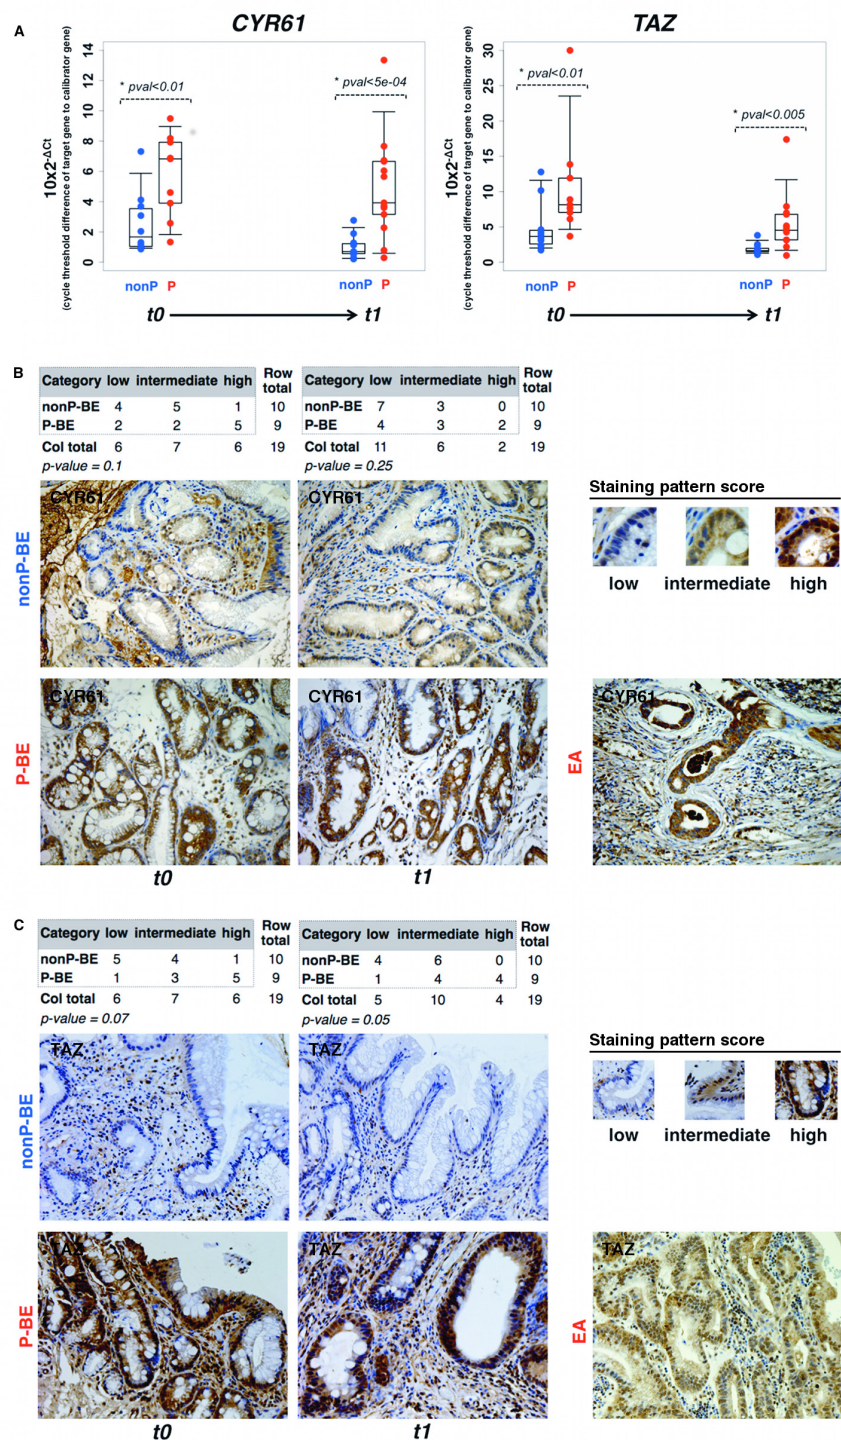 A
CYR61
TAZ
10x2-ΔCt
(cycle threshold difference of target gene to calibrator gene)
14
12
10
8
6
4
2
0
* pval<0.01
* pval<5e-04
nonP P
nonP P
t0 t1
10x2-ΔCt
(cycle threshold difference of target gene to calibrator gene)
30
25
20
15
10
5
0
* pval<0.01
* pval<0.005
nonP P
nonP P
t0 t1
B
Category low intermediate high Row total
nonP-BE 4 5 1 10
P-BE 2 2 5 9
Col total 6 7 6 19
p-value = 0.1
Category low intermediate high Row total
nonP-BE 7 3 0 10
P-BE 4 3 2 9
Col total 11 6 2 19
p-value = 0.25
nonP-BE
CYR61
CYR61
Staining pattern score
low intermediate high
P-BE
CYR61
CYR61
EA
CYR61
t0
t1
C
Category low intermediate high Row total
nonP-BE 5 4 1 10
P-BE 1 3 5 9
Col total 6 7 6 19
p-value = 0.07
Category low intermediate high Row total
nonP-BE 4 6 0 10
P-BE 1 4 4 9
Col total 5 10 4 19
p-value = 0.05
nonP-BE
TAZ
TAZ
Staining pattern score
low intermediate high
P-BE
TAZ
TAZ
EA
TAZ
t0
t1